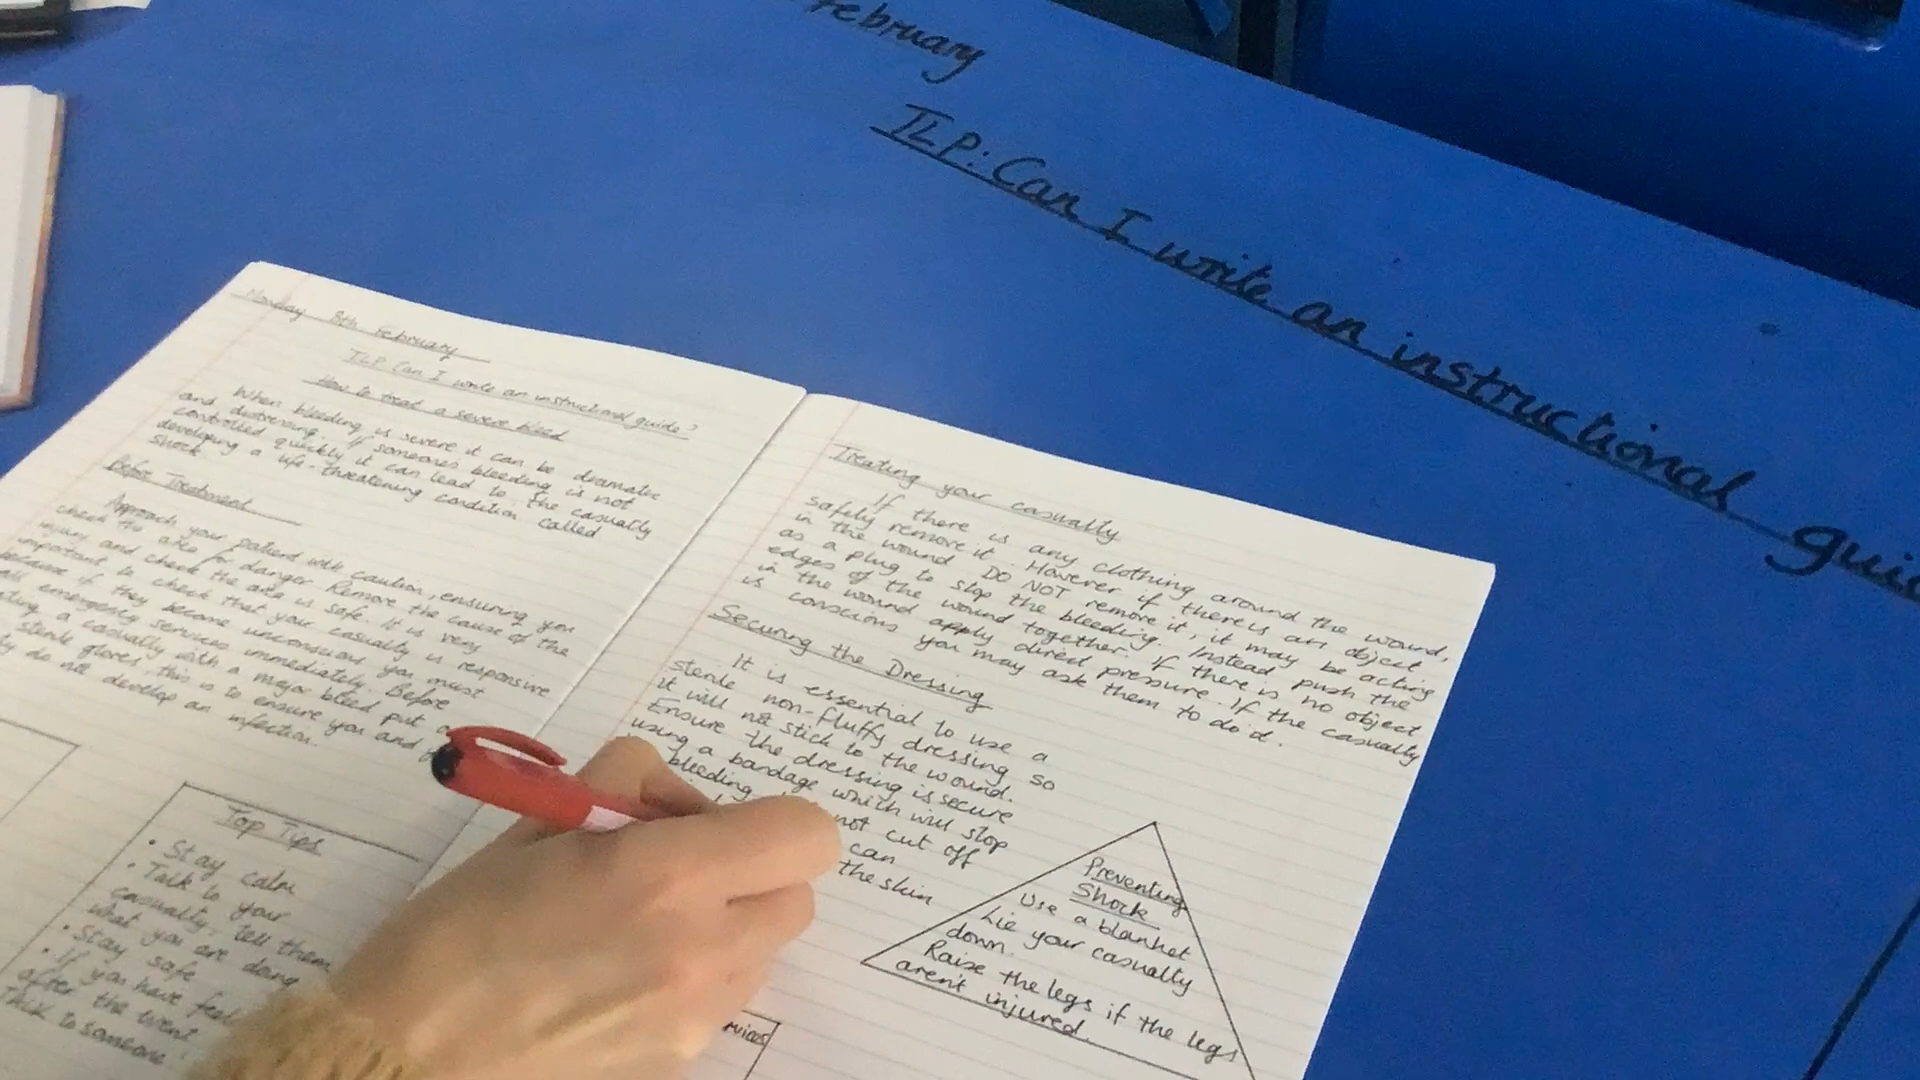 February
ILP: Can I write an instructional
Monday 8th February
ILP Can I write an instructional guide?
How to treat a severe bleed
When bleeding is severe it can be dramatic
and distressing. If someones bleeding is not
controlled quickly it can lead to the casualty
developing a life-threatening condition called
shock
Before Treatment
Approach your patient with caution, ensuring you
check the area for danger. Remove the cause of the
injury and check the area is safe. It is very
important to check that your casualty is responsive
because if they become unconscious you must
emergency services immediately. Before
a casualty with a major bleed put
sterile gloves, this is to ensure you and
do not develop an infection.
Top Tips
• Stay calm
• Talk to your
casualty, tell them
what you are doing
• Stay safe
• If you have
after the event
Talk to someone
Treating your casualty
If there is any clothing around the wound,
safely remove it. However if there is an object
in the wound DO NOT remove it, it may be acting
as a plug to stop the bleeding. Instead push the
edges of the wound together. If there is no object
in the wound apply direct pressure. If the casualty
is conscious you may ask them to do it.
Securing the Dressing
It is essential to use a
sterile non-fluffy dressing so
it will not stick to the wound.
Ensure the dressing is secure
using a bandage which will stop
bleeding not cut off
can
the skin
Preventing
Shock
Use a blanket
Lie your casualty
down.
Raise the legs if the legs
aren't injured.